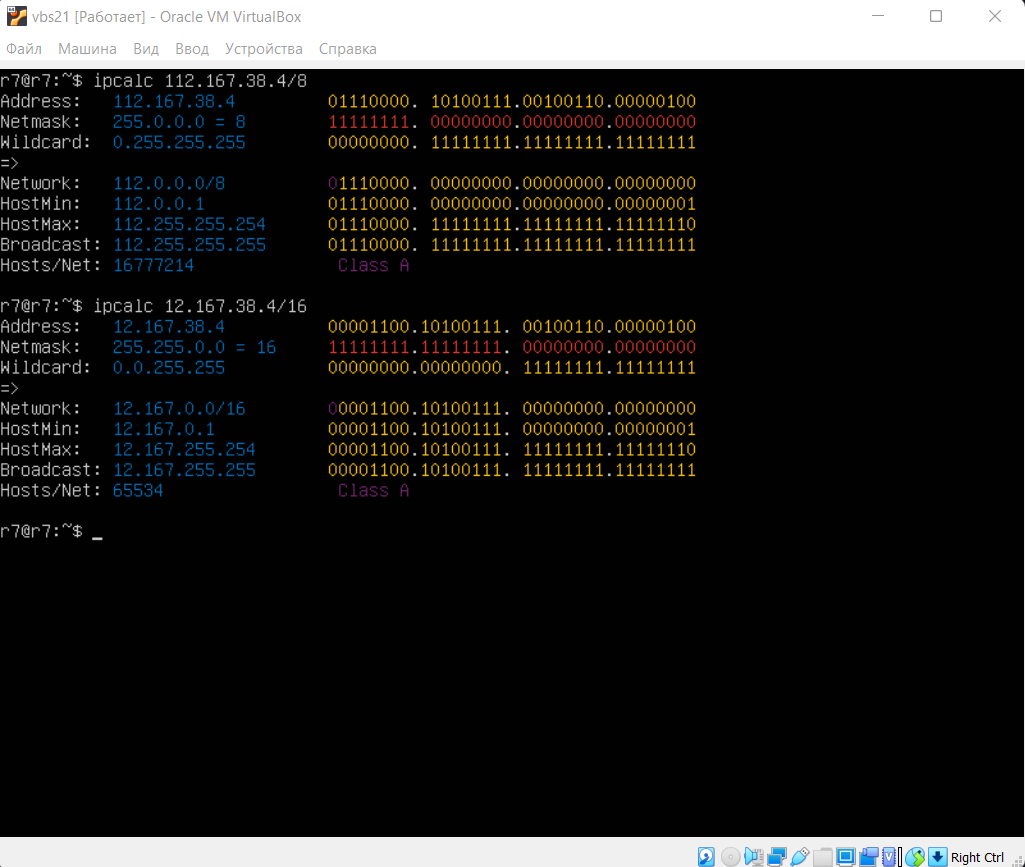 vbs21 [Работает] - Oracle VM VirtualBox
Файл Машина Вид Ввод Устройства Справка
r7@r7:~$ ipcalc 112.167.38.4/8
Address: 112.167.38.4 01110000. 10100111.00100110.00000100
Netmask: 255.0.0.0 = 8 11111111. 00000000.00000000.00000000
Wildcard: 0.255.255.255 00000000. 11111111.11111111.11111111
=>
Network: 112.0.0.0/8 01110000. 00000000.00000000.00000000
HostMin: 112.0.0.1 01110000. 00000000.00000000.00000001
HostMax: 112.255.255.254 01110000. 11111111.11111111.11111110
Broadcast: 112.255.255.255 01110000. 11111111.11111111.11111111
Hosts/Net: 16777214 Class A
r7@r7:~$ ipcalc 12.167.38.4/16
Address: 12.167.38.4 00001100.10100111. 00100110.00000100
Netmask: 255.255.0.0 = 16 11111111.11111111. 00000000.00000000
Wildcard: 0.0.255.255 00000000.00000000. 11111111.11111111
=>
Network: 12.167.0.0/16 00001100.10100111. 00000000.00000000
HostMin: 12.167.0.1 00001100.10100111. 00000000.00000001
HostMax: 12.167.255.254 00001100.10100111. 11111111.11111110
Broadcast: 12.167.255.255 00001100.10100111. 11111111.11111111
Hosts/Net: 65534 Class A
r7@r7:~$ _
Right Ctrl